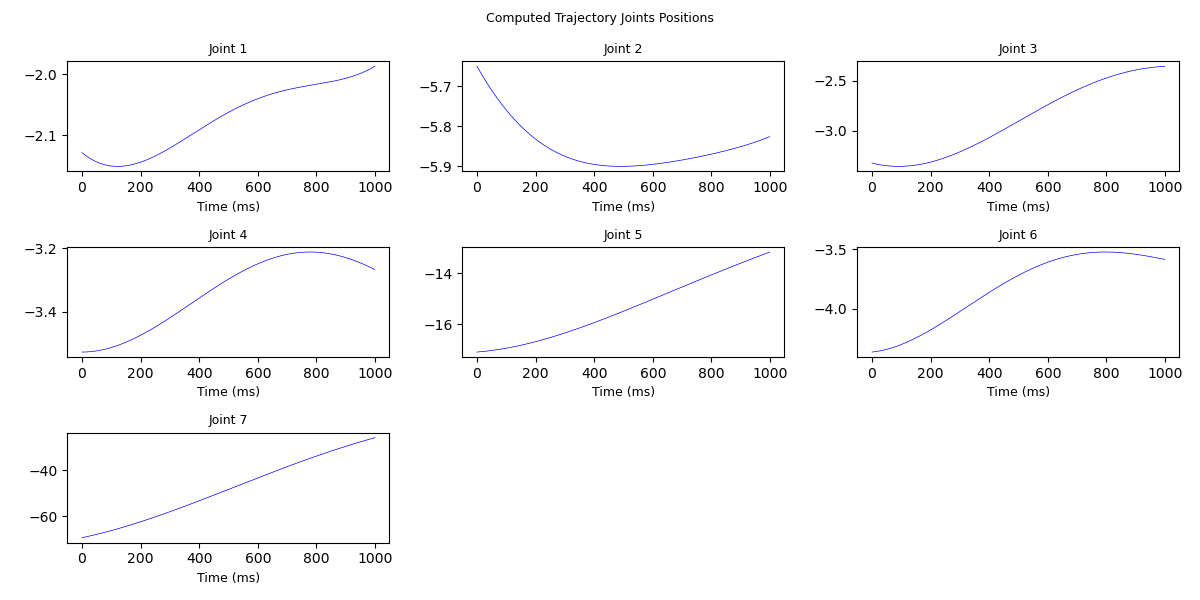 Computed Trajectory Joints Positions
Joint 1 Joint 2 Joint 3
−2.0
−2.1
0 200 400 600 800 1000
Time (ms)
−5.7
−5.8
−5.9
0 200 400 600 800 1000
Time (ms)
−2.5
−3.0
0 200 400 600 800 1000
Time (ms)
Joint 4 Joint 5 Joint 6
−3.2
−3.4
0 200 400 600 800 1000
Time (ms)
−14
−16
0 200 400 600 800 1000
Time (ms)
−3.5
−4.0
0 200 400 600 800 1000
Time (ms)
Joint 7
−40
−60
0 200 400 600 800 1000
Time (ms)